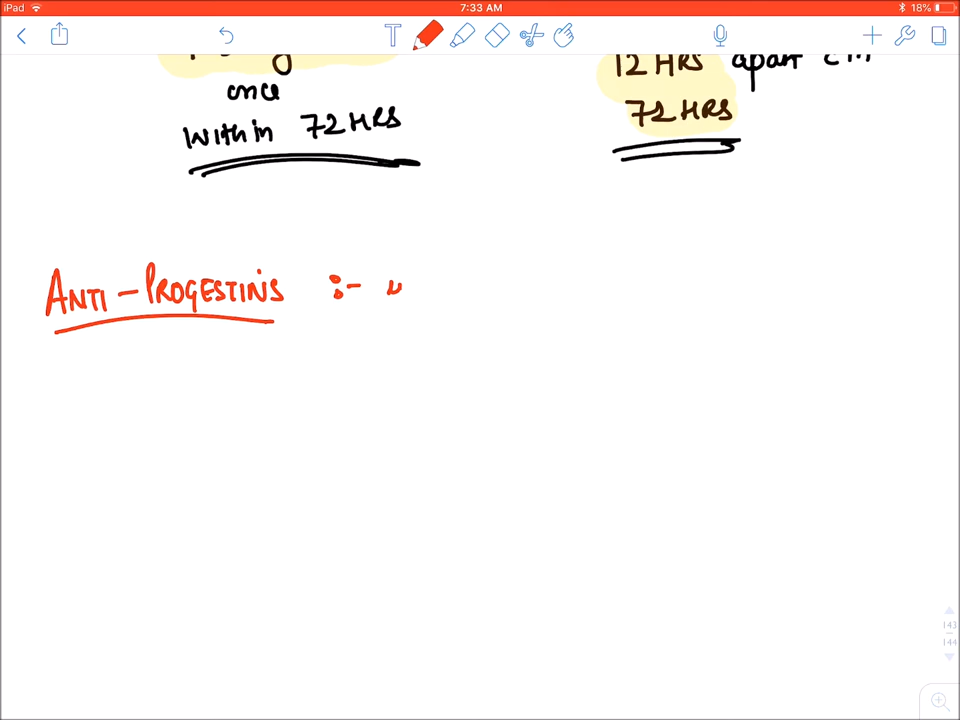 iPad 7:33 AM 18%
T
12 HRS apart
once
72 HRS
within 72 HRS
ANTI-PROGESTINS :- "
143
144